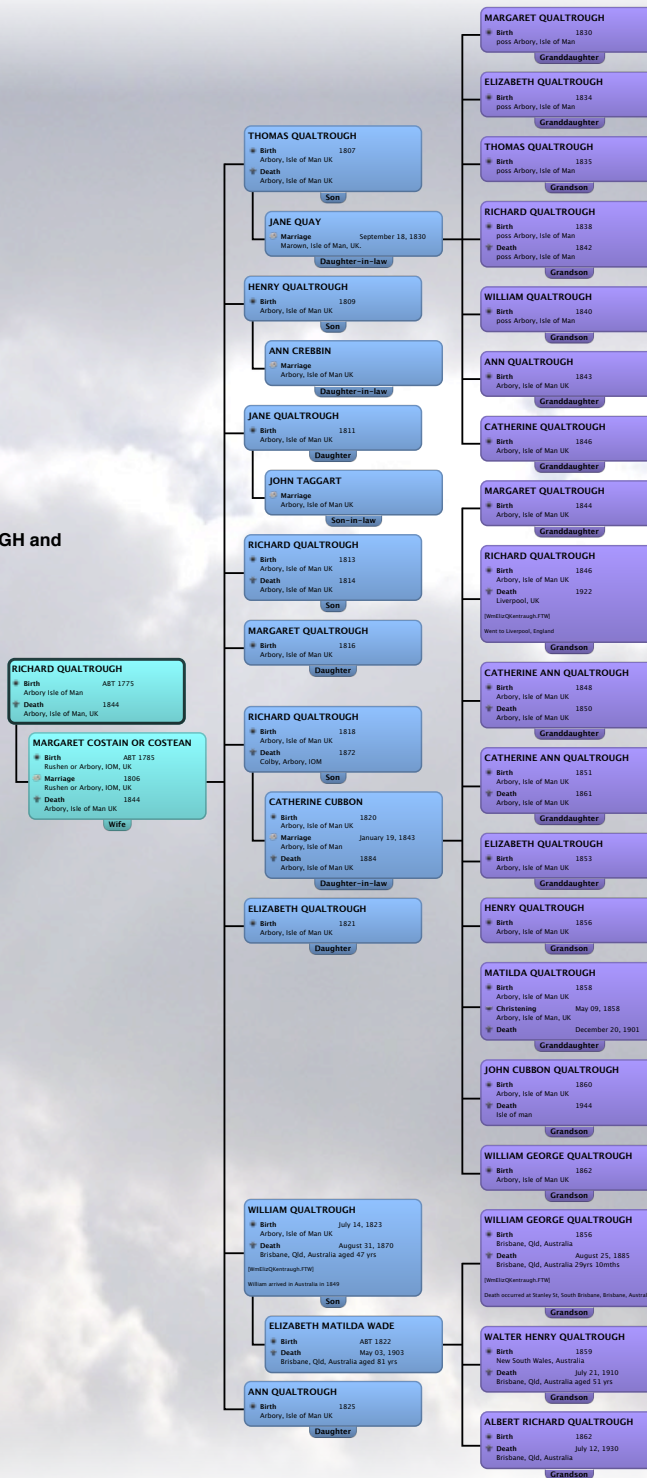 GH and
RICHARD QUALTROUGH
Birth ABT 1775
Arbory Isle of Man
Death 1844
Arbory, Isle of Man, UK
MARGARET COSTAIN OR COSTEAN
Birth ABT 1785
Rushen or Arbory, IOM, UK
Marriage 1806
Rushen or Arbory, IOM, UK
Death 1844
Arbory, Isle of Man UK
Wife
THOMAS QUALTROUGH
Birth 1807
Arbory, Isle of Man UK
Death
Arbory, Isle of Man UK
Son
JANE QUAY
Marriage September 18, 1830
Marown, Isle of Man, UK.
Daughter-in-law
HENRY QUALTROUGH
Birth 1809
Arbory, Isle of Man UK
Son
ANN CREBBIN
Marriage
Arbory, Isle of Man UK
Daughter-in-law
JANE QUALTROUGH
Birth 1811
Arbory, Isle of Man UK
Daughter
JOHN TAGGART
Marriage
Arbory, Isle of Man UK
Son-in-law
RICHARD QUALTROUGH
Birth 1813
Arbory, Isle of Man UK
Death 1814
Arbory, Isle of Man UK
Son
MARGARET QUALTROUGH
Birth 1816
Arbory, Isle of Man UK
Daughter
RICHARD QUALTROUGH
Birth 1818
Arbory, Isle of Man UK
Death 1872
Colby, Arbory, IOM
Son
CATHERINE CUBBON
Birth 1820
Arbory, Isle of Man UK
Marriage January 19, 1843
Arbory, Isle of Man
Death 1884
Arbory, Isle of Man UK
Daughter-in-law
ELIZABETH QUALTROUGH
Birth 1821
Arbory, Isle of Man UK
Daughter
WILLIAM QUALTROUGH
Birth July 14, 1823
Arbory, Isle of Man UK
Death August 31, 1870
Brisbane, Qld, Australia aged 47 yrs
[WmElizQKentraugh.FTW]
William arrived in Australia in 1849
Son
ELIZABETH MATILDA WADE
Birth ABT 1822
Death May 03, 1903
Brisbane, Qld, Australia aged 81 yrs
ANN QUALTROUGH
Birth 1825
Arbory, Isle of Man UK
Daughter
MARGARET QUALTROUGH
Birth 1830
poss Arbory, Isle of Man
Granddaughter
ELIZABETH QUALTROUGH
Birth 1834
poss Arbory, Isle of Man
Granddaughter
THOMAS QUALTROUGH
Birth 1835
poss Arbory, Isle of Man
Grandson
RICHARD QUALTROUGH
Birth 1838
poss Arbory, Isle of Man
Death 1842
poss Arbory, Isle of Man
Grandson
WILLIAM QUALTROUGH
Birth 1840
poss Arbory, Isle of Man
Grandson
ANN QUALTROUGH
Birth 1843
Arbory, Isle of Man UK
Granddaughter
CATHERINE QUALTROUGH
Birth 1846
Arbory, Isle of Man UK
Granddaughter
MARGARET QUALTROUGH
Birth 1844
Arbory, Isle of Man UK
Granddaughter
RICHARD QUALTROUGH
Birth 1846
Arbory, Isle of Man UK
Death 1922
Liverpool, UK
[WmElizQKentraugh.FTW]
Went to Liverpool, England
Grandson
CATHERINE ANN QUALTROUGH
Birth 1848
Arbory, Isle of Man UK
Death 1850
Arbory, Isle of Man UK
Granddaughter
CATHERINE ANN QUALTROUGH
Birth 1851
Arbory, Isle of Man UK
Death 1861
Arbory, Isle of Man UK
Granddaughter
ELIZABETH QUALTROUGH
Birth 1853
Arbory, Isle of Man UK
Granddaughter
HENRY QUALTROUGH
Birth 1856
Arbory, Isle of Man UK
Grandson
MATILDA QUALTROUGH
Birth 1858
Arbory, Isle of Man UK
Christening May 09, 1858
Arbory, Isle of Man, UK
Death December 20, 1901
Granddaughter
JOHN CUBBON QUALTROUGH
Birth 1860
Arbory, Isle of Man UK
Death 1944
Isle of man
Grandson
WILLIAM GEORGE QUALTROUGH
Birth 1862
Arbory, Isle of Man UK
Grandson
WILLIAM GEORGE QUALTROUGH
Birth 1856
Brisbane, Qld, Australia
Death August 25, 1885
Brisbane, Qld, Australia 29yrs 10mths
[WmElizQKentraugh.FTW]
Death occurred at Stanley St, South Brisbane, Brisbane, Austral
Grandson
WALTER HENRY QUALTROUGH
Birth 1859
New South Wales, Australia
Death July 21, 1910
Brisbane, Qld, Australia aged 51 yrs
Grandson
ALBERT RICHARD QUALTROUGH
Birth 1862
Death July 12, 1930
Brisbane, Qld, Australia
Grandson